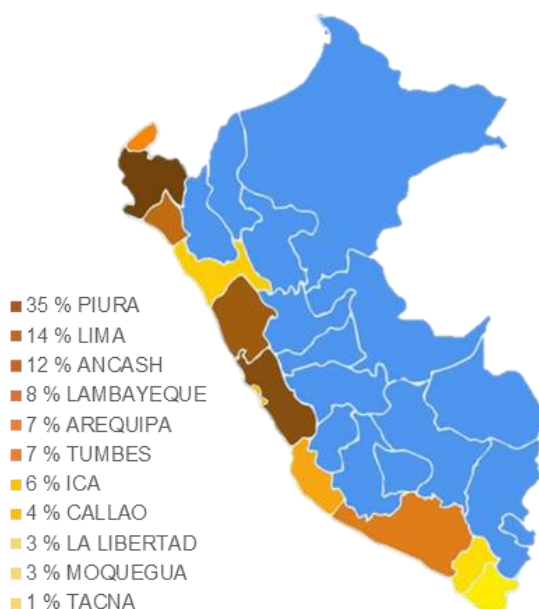 35 % PIURA
14 % LIMA
12 % ANCASH
8 % LAMBAYEQUE
7 % AREQUIPA
7 % TUMBES
6 % ICA
4 % CALLAO
3 % LA LIBERTAD
3 % MOQUEGUA
1 % TACNA